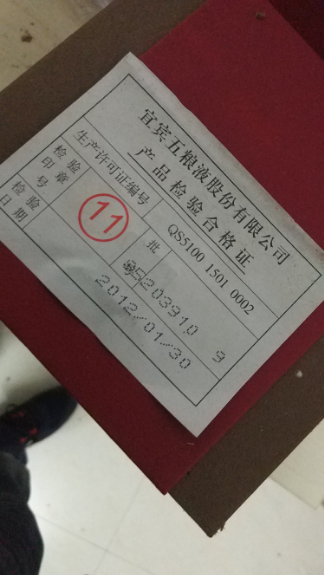 宜宾五粮液股份有限公司
产品检验合格证
生产许可证编号 QS5100 1501 0002
检验印章号 11 批 203910 9
检验日期 2012/01/30